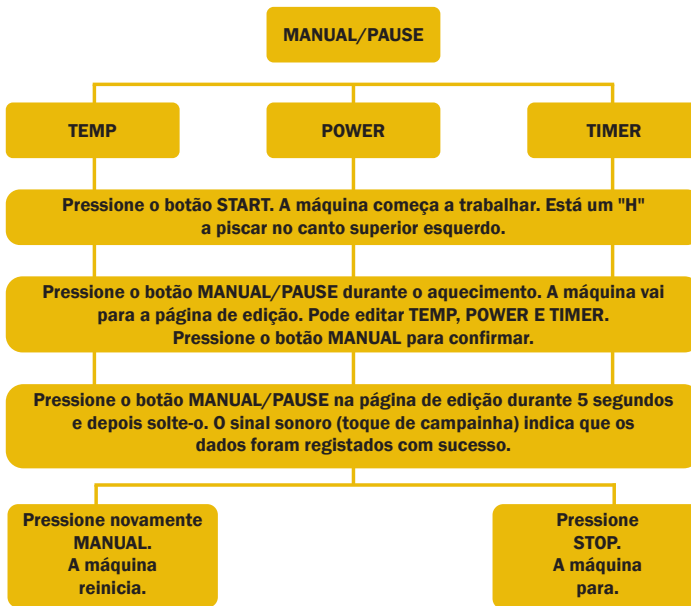 MANUAL/PAUSE
TEMP
POWER
TIMER
Pressione o botão START. A máquina começa a trabalhar. Está um "H"
a piscar no canto superior esquerdo.
Pressione o botão MANUAL/PAUSE durante o aquecimento. A máquina vai
para a página de edição. Pode editar TEMP, POWER E TIMER.
Pressione o botão MANUAL para confirmar.
Pressione o botão MANUAL/PAUSE na página de edição durante 5 segundos
e depois solte-o. O sinal sonoro (toque de campainha) indica que os
dados foram registados com sucesso.
Pressione novamente
MANUAL.
A máquina
reinicia.
Pressione
STOP.
A máquina
para.